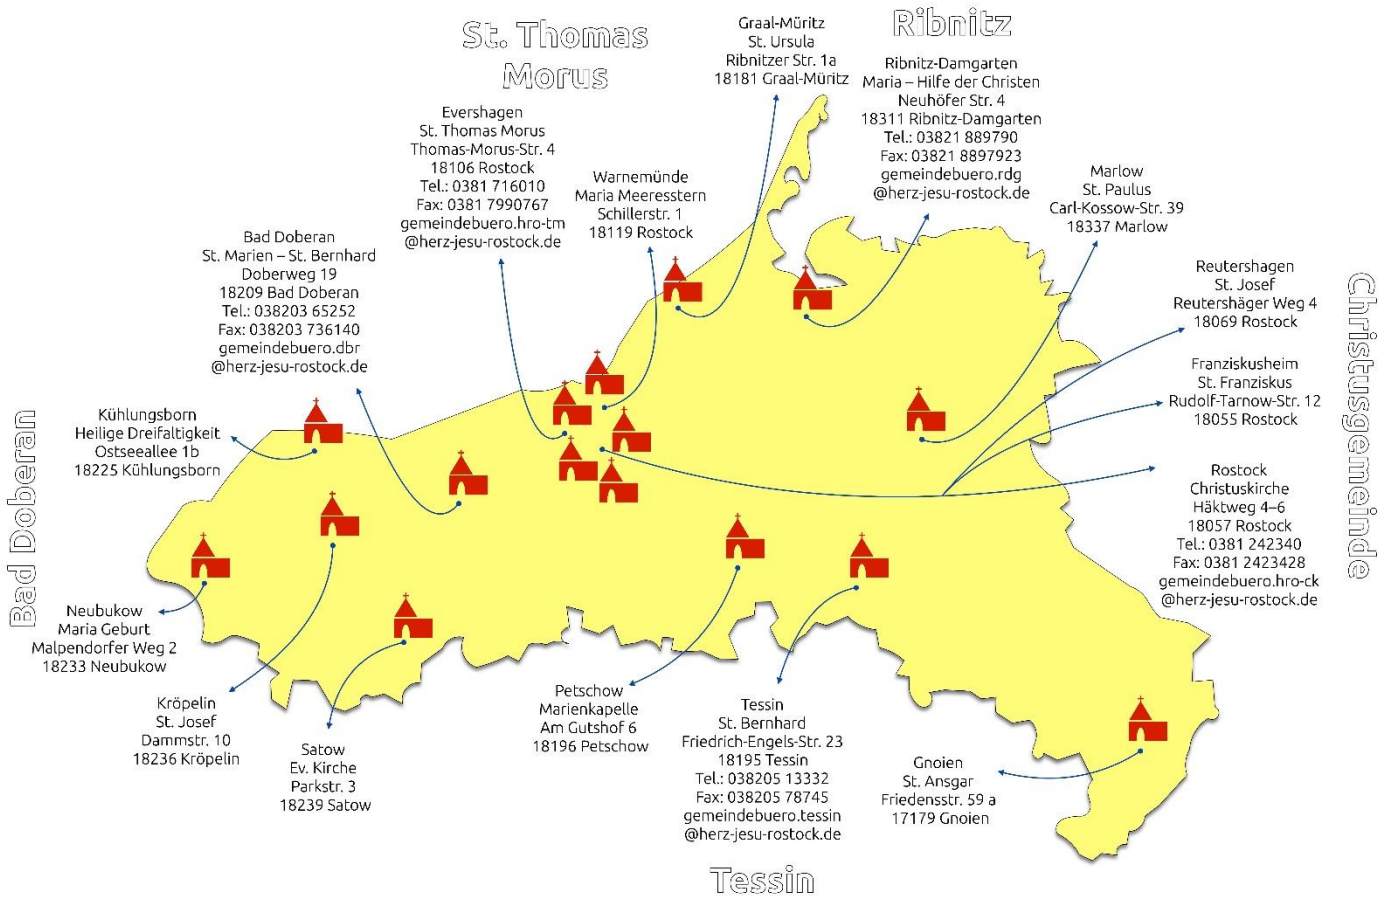 St. Thomas
Morus
Evershagen
St. Thomas Morus
Thomas-Morus-Str. 4
18106 Rostock
Tel.: 0381 716010
Fax: 0381 7990767
gemeindebuero.hro-tm
@herz-jesu-rostock.de
Warnemünde
Maria Meeresstern
Schillerstr. 1
18119 Rostock
Graal-Müritz
St. Ursula
Ribnitzer Str. 1a
18181 Graal-Müritz
Ribnitz
Ribnitz-Damgarten
Maria – Hilfe der Christen
Neuhöfer Str. 4
18311 Ribnitz-Damgarten
Tel.: 03821 889790
Fax: 03821 8897923
gemeindebuero.rdg
@herz-jesu-rostock.de
Marlow
St. Paulus
Carl-Kossow-Str. 39
18337 Marlow
Christusgemeinde
Reutershagen
St. Josef
Reutershäger Weg 4
18069 Rostock
Franziskusheim
St. Franziskus
Rudolf-Tarnow-Str. 12
18055 Rostock
Rostock
Christuskirche
Häktweg 4–6
18057 Rostock
Tel.: 0381 242340
Fax: 0381 2423428
gemeindebuero.hro-ck
@herz-jesu-rostock.de
Bad Doberan
Bad Doberan
St. Marien – St. Bernhard
Doberweg 19
18209 Bad Doberan
Tel.: 038203 65252
Fax: 038203 736140
gemeindebuero.dbr
@herz-jesu-rostock.de
Kühlungsborn
Heilige Dreifaltigkeit
Ostseeallee 1b
18225 Kühlungsborn
Neubukow
Maria Geburt
Malpendorfer Weg 2
18233 Neubukow
Kröpelin
St. Josef
Dammstr. 10
18236 Kröpelin
Satow
Ev. Kirche
Parkstr. 3
18239 Satow
Petschow
Marienkapelle
Am Gutshof 6
18196 Petschow
Tessin
St. Bernhard
Friedrich-Engels-Str. 23
18195 Tessin
Tel.: 038205 13332
Fax: 038205 78745
gemeindebuero.tessin
@herz-jesu-rostock.de
Gnoien
St. Ansgar
Friedensstr. 59 a
17179 Gnoien
Tessin